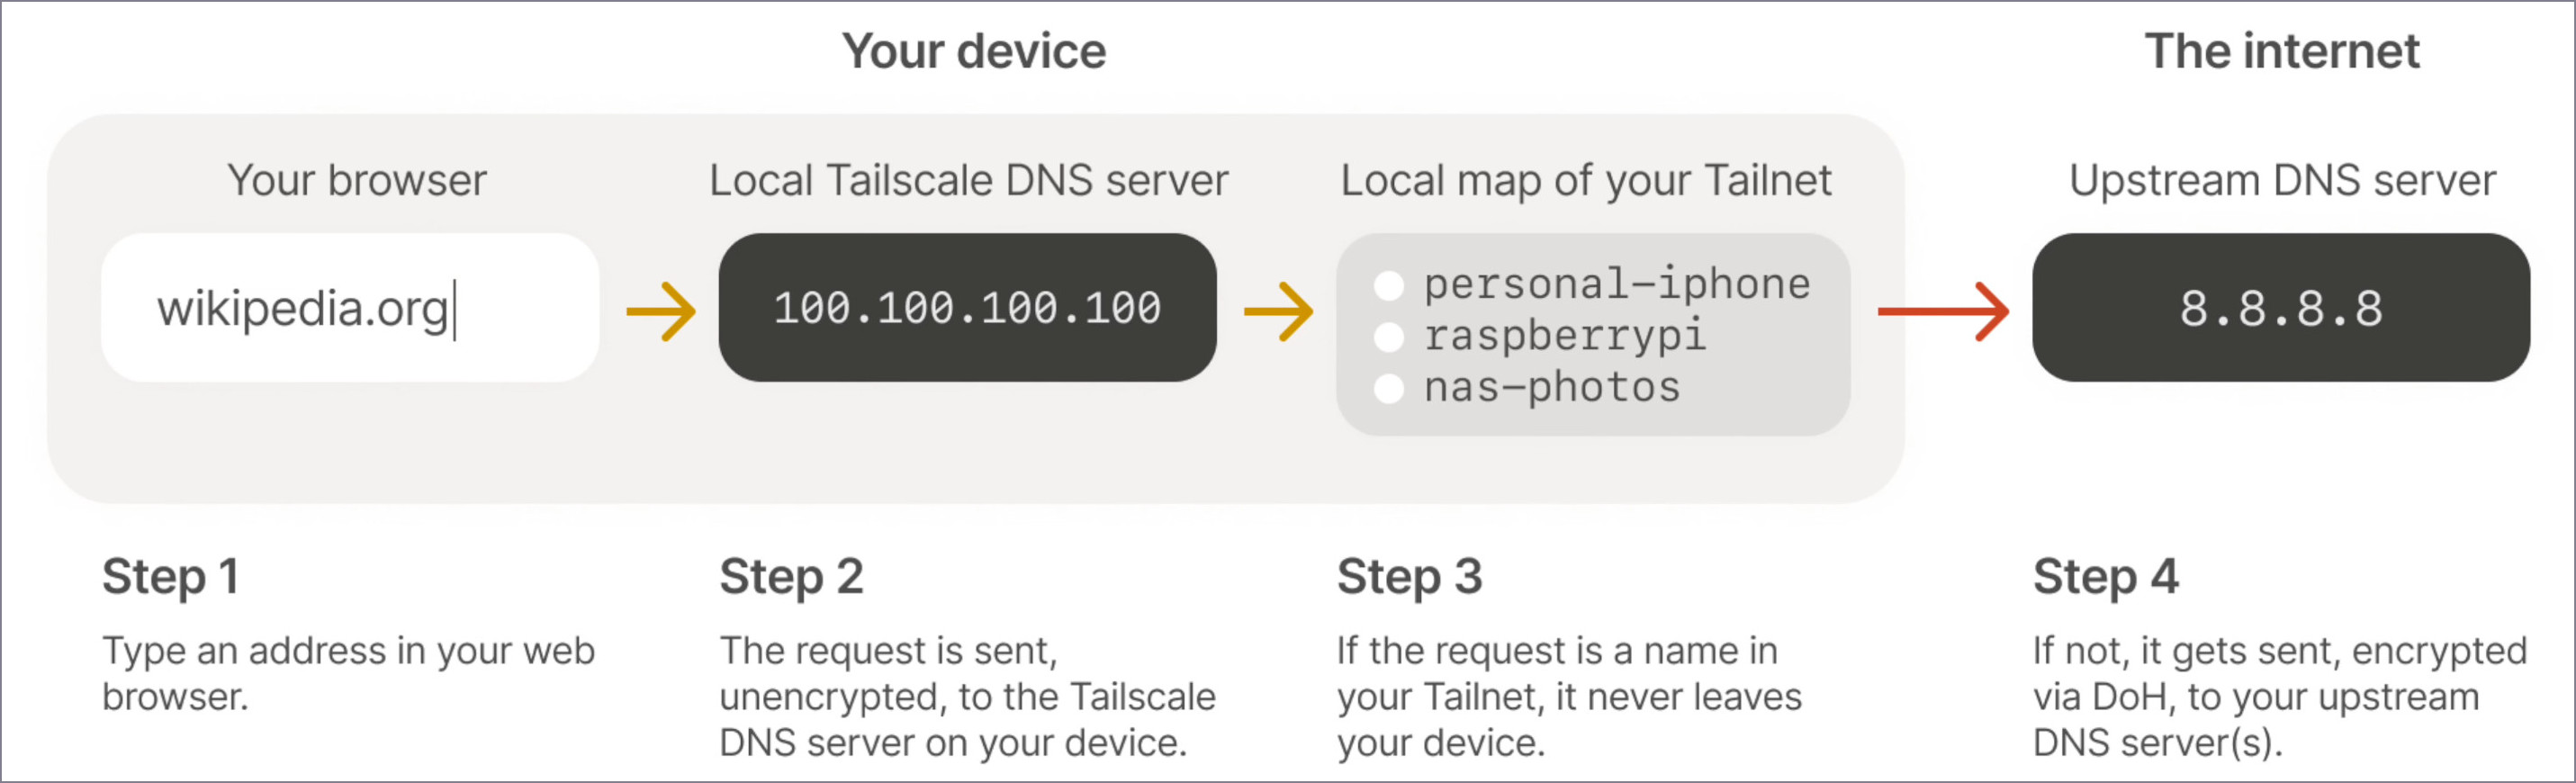 Your device
The internet
Your browser
Local Tailscale DNS server
Local map of your Tailnet
Upstream DNS server
wikipedia.org
100.100.100.100
personal-iphone
raspberrypi
nas-photos
8.8.8.8
Step 1
Type an address in your web
browser.
Step 2
The request is sent,
unencrypted, to the Tailscale
DNS server on your device.
Step 3
If the request is a name in
your Tailnet, it never leaves
your device.
Step 4
If not, it gets sent, encrypted
via DoH, to your upstream
DNS server(s).